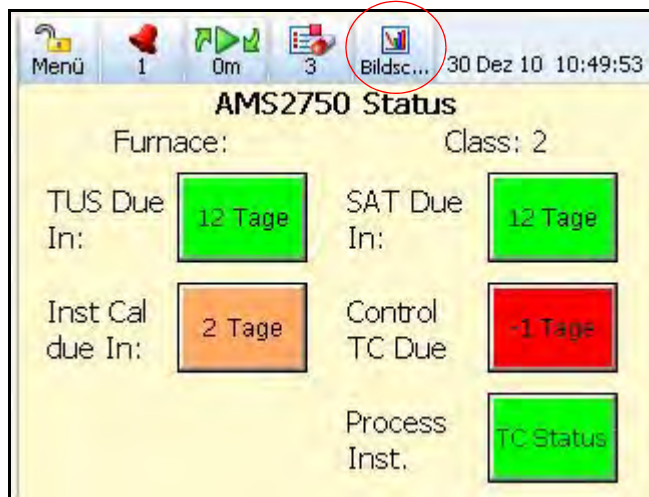 Menü 1 0m 3 Bildsc... 30 Dez 10 10:49:53
AMS2750 Status
Furnace: Class: 2
TUS Due In: 12 Tage SAT Due In: 12 Tage
Inst Cal due In: 2 Tage Control TC Due -1 Tage
Process Inst. TC Status